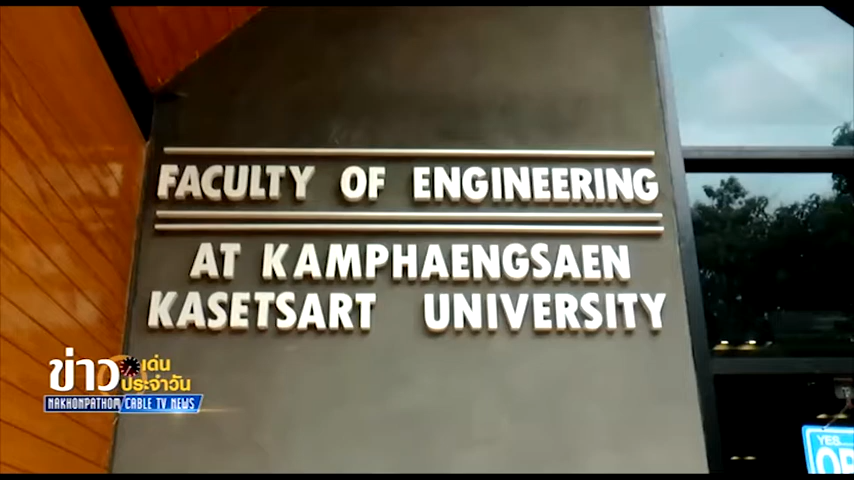 FACULTY OF ENGINEERING
AT KAMPHAENGSAEN
KASETSART UNIVERSITY
ข่าว เด่น
ประจำวัน
NAKHONPATHOM CABLE TV NEWS
YES....